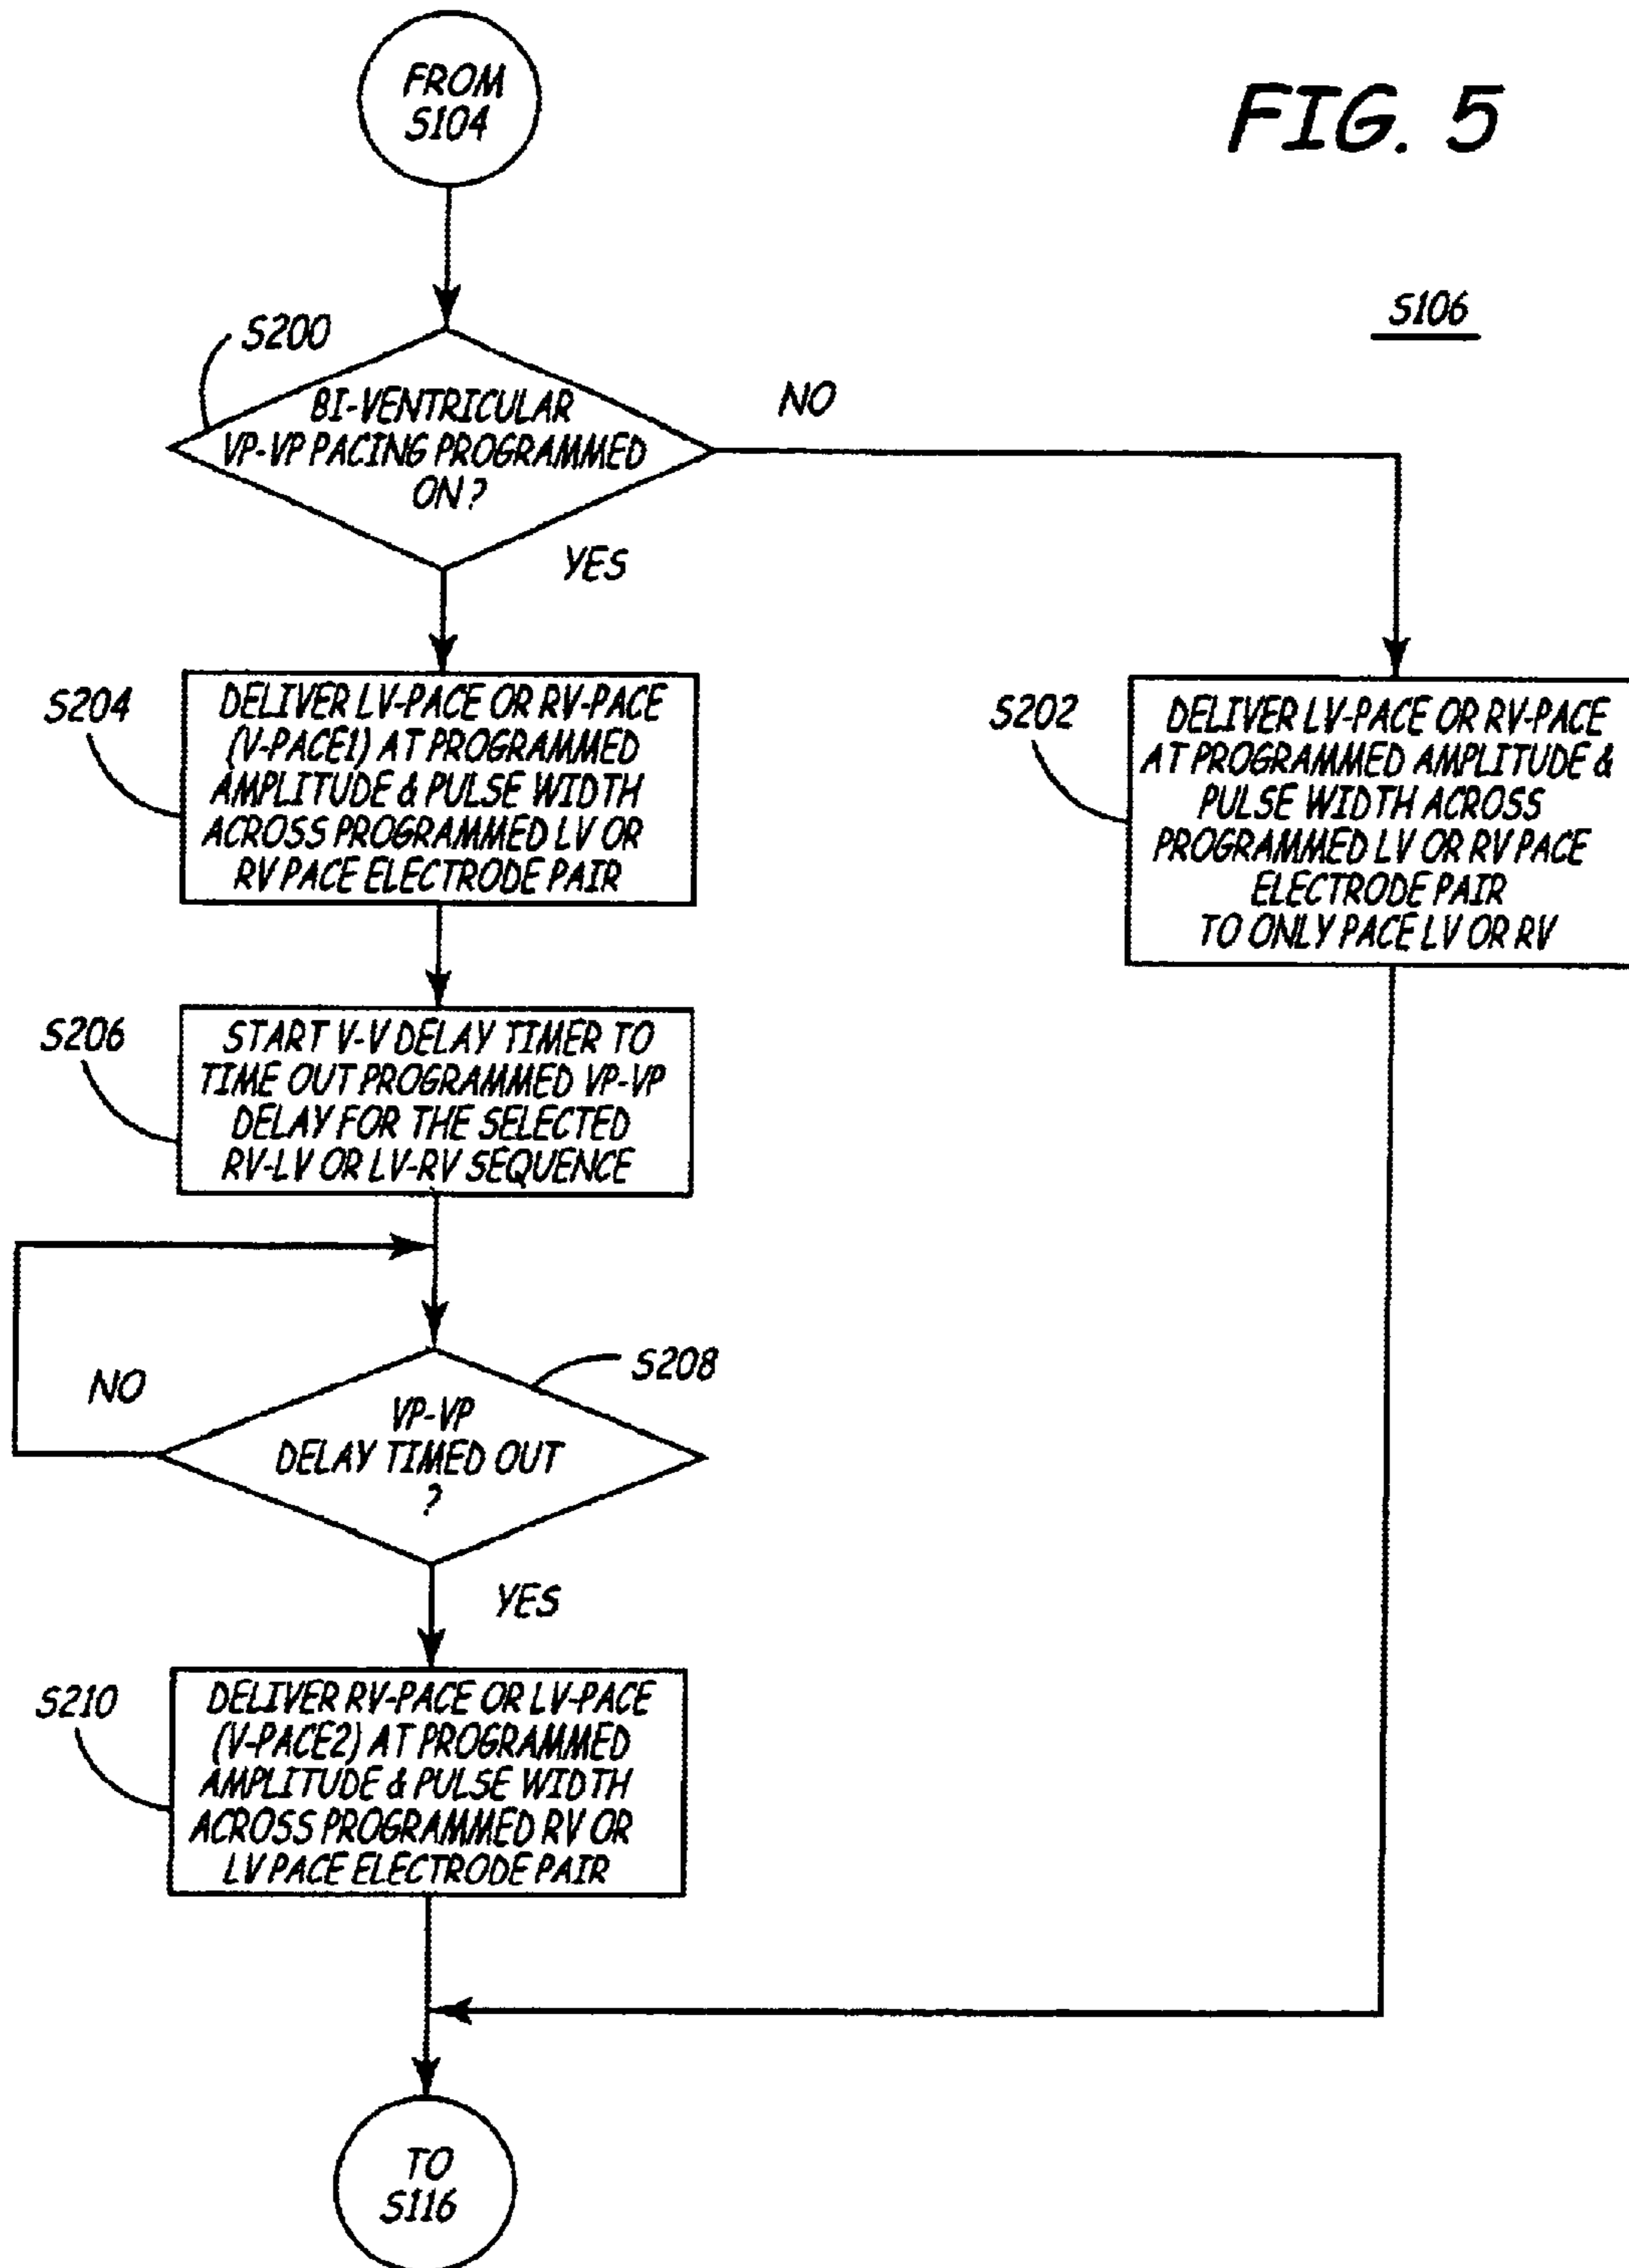 FROM
S104
FIG. 5
S106
S200
BI-VENTRICULAR
VP-VP PACING PROGRAMMED
ON?
NO
YES
S204
DELIVER LV-PACE OR RV-PACE
(V-PACE1) AT PROGRAMMED
AMPLITUDE & PULSE WIDTH
ACROSS PROGRAMMED LV OR
RV PACE ELECTRODE PAIR
S202
DELIVER LV-PACE OR RV-PACE
AT PROGRAMMED AMPLITUDE &
PULSE WIDTH ACROSS
PROGRAMMED LV OR RV PACE
ELECTRODE PAIR
TO ONLY PACE LV OR RV
S206
START V-V DELAY TIMER TO
TIME OUT PROGRAMMED VP-VP
DELAY FOR THE SELECTED
RV-LV OR LV-RV SEQUENCE
S208
NO
VP-VP
DELAY TIMED OUT
?
YES
S210
DELIVER RV-PACE OR LV-PACE
(V-PACE2) AT PROGRAMMED
AMPLITUDE & PULSE WIDTH
ACROSS PROGRAMMED RV OR
LV PACE ELECTRODE PAIR
TO
S116